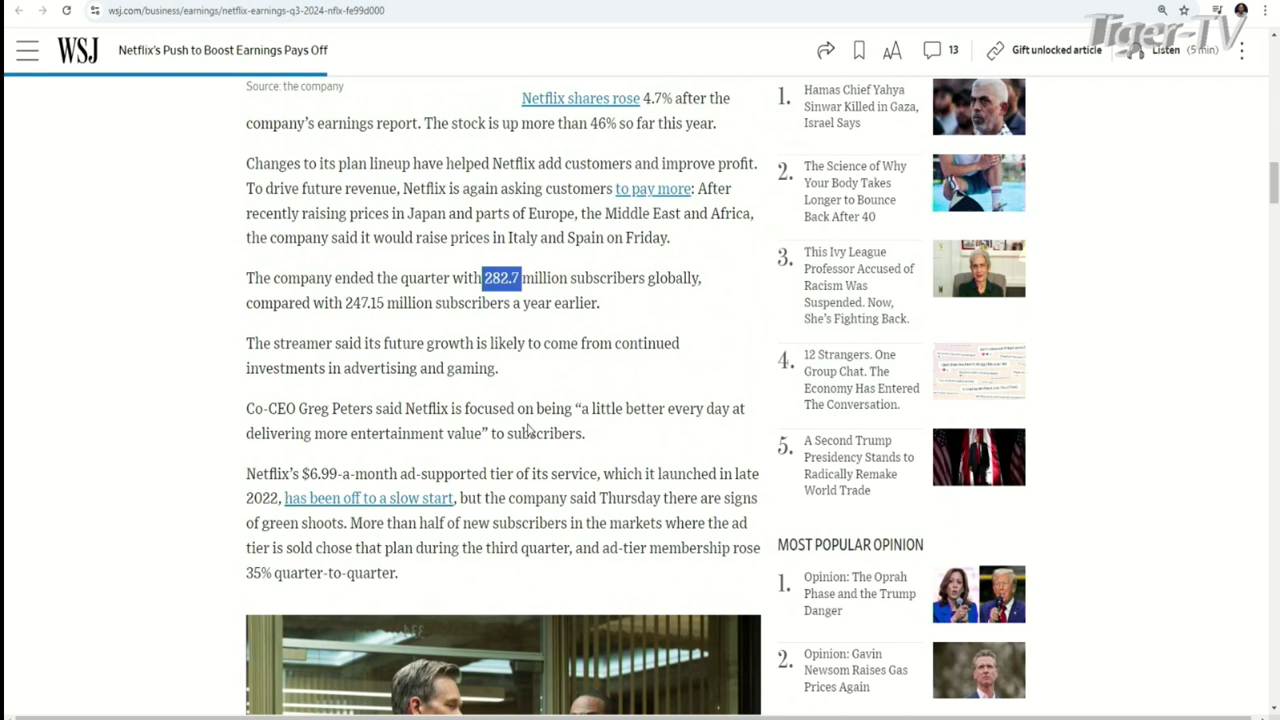 wsj.com/business/earnings/netflix-earnings-q3-2024-nflx-fe99d000
Tiger-TV
WSJ
Netflix's Push to Boost Earnings Pays Off
AA
13
Gift unlocked article
Listen (5 min)
Source: the company
Netflix shares rose 4.7% after the
company's earnings report. The stock is up more than 46% so far this year.
Changes to its plan lineup have helped Netflix add customers and improve profit.
To drive future revenue, Netflix is again asking customers to pay more: After
recently raising prices in Japan and parts of Europe, the Middle East and Africa,
the company said it would raise prices in Italy and Spain on Friday.
The company ended the quarter with 282.7 million subscribers globally,
compared with 247.15 million subscribers a year earlier.
The streamer said its future growth is likely to come from continued
investments in advertising and gaming.
Co-CEO Greg Peters said Netflix is focused on being “a little better every day at
delivering more entertainment value” to subscribers.
Netflix's $6.99-a-month ad-supported tier of its service, which it launched in late
2022, has been off to a slow start, but the company said Thursday there are signs
of green shoots. More than half of new subscribers in the markets where the ad
tier is sold chose that plan during the third quarter, and ad-tier membership rose
35% quarter-to-quarter.
1.
Hamas Chief Yahya
Sinwar Killed in Gaza,
Israel Says
2.
The Science of Why
Your Body Takes
Longer to Bounce
Back After 40
3.
This Ivy League
Professor Accused of
Racism Was
Suspended. Now,
She's Fighting Back.
4.
12 Strangers. One
Group Chat. The
Economy Has Entered
The Conversation.
5.
A Second Trump
Presidency Stands to
Radically Remake
World Trade
MOST POPULAR OPINION
1.
Opinion: The Oprah
Phase and the Trump
Danger
2.
Opinion: Gavin
Newsom Raises Gas
Prices Again